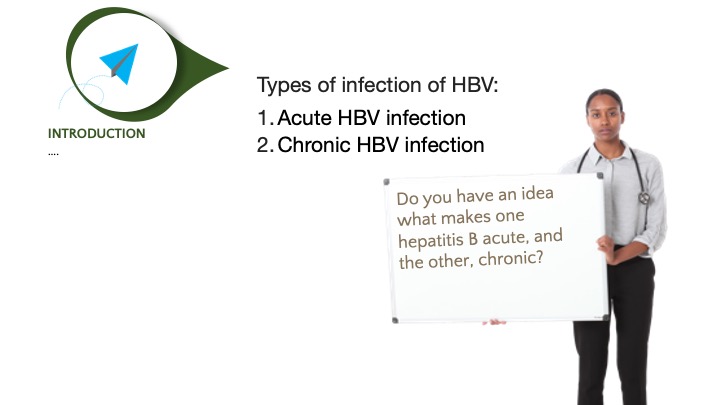 INTRODUCTION
....
Types of infection of HBV:
1. Acute HBV infection
2. Chronic HBV infection
Do you have an idea
what makes one
hepatitis B acute, and
the other, chronic?